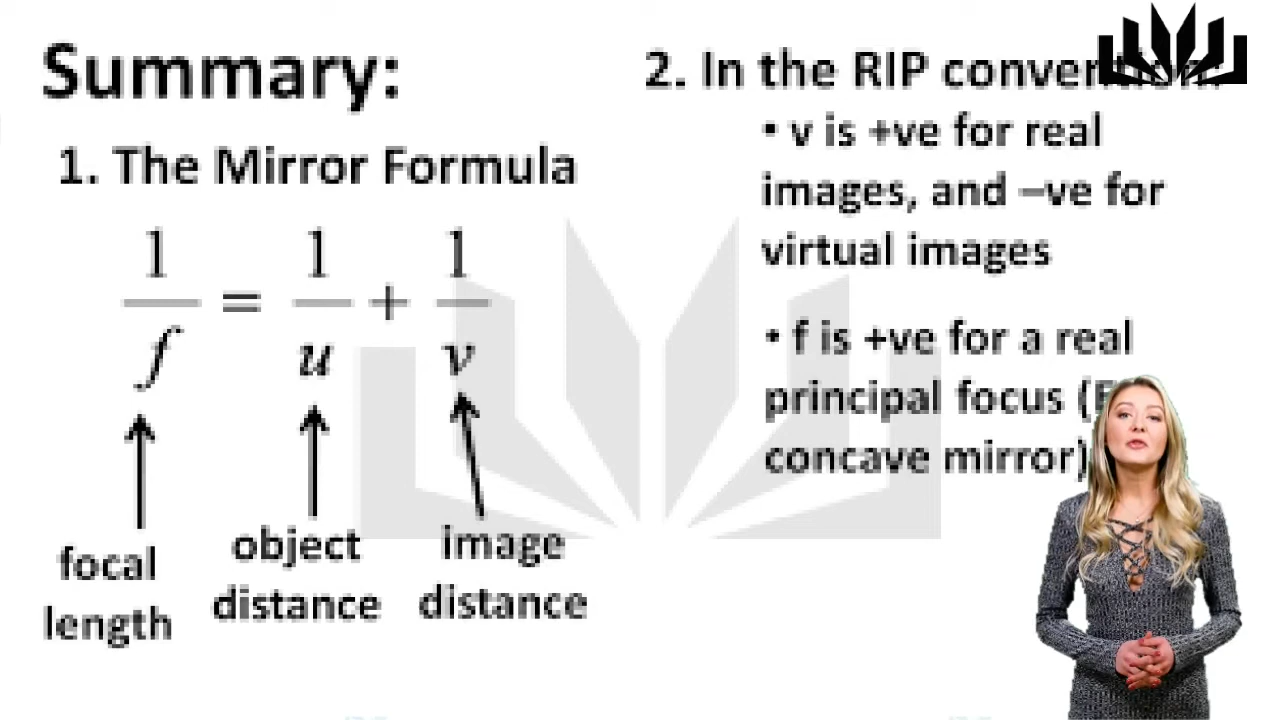 Summary:
1. The Mirror Formula
1/f = 1/u + 1/v
focal length
object distance
image distance
2. In the RIP convention:
• v is +ve for real
images, and –ve for
virtual images
• f is +ve for a real
principal focus
concave mirror)